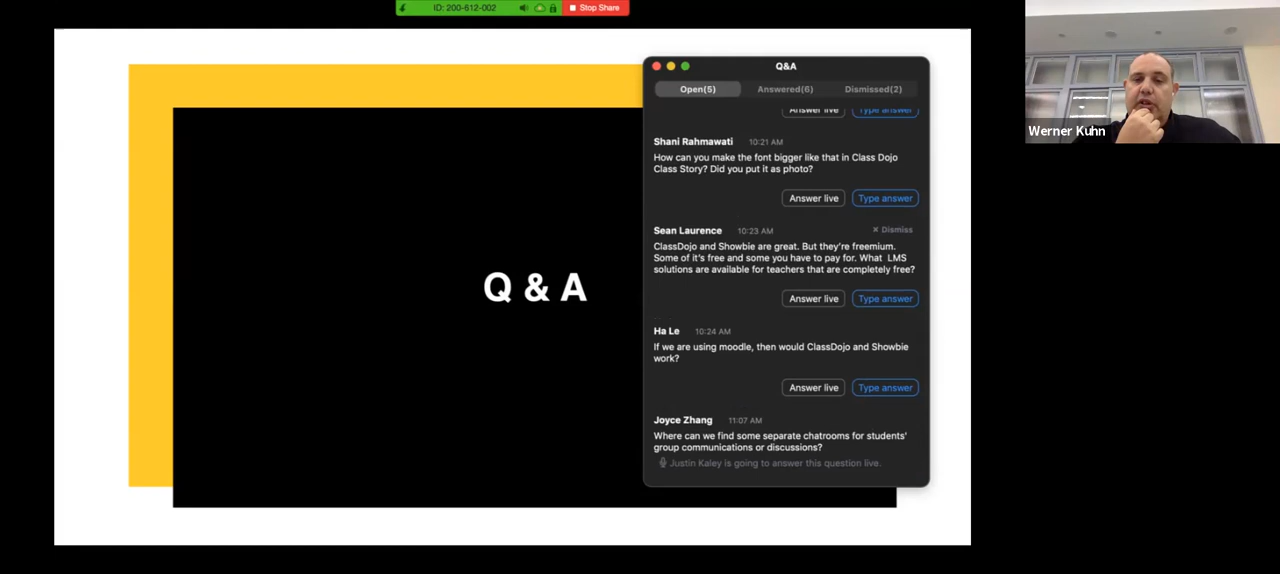 ID: 200-612-002
Stop Share
Q & A
Q&A
Open(5)
Answered(6)
Dismissed(2)
Answer live
Type answer
Shani Rahmawati 10:21 AM
How can you make the font bigger like that in Class Dojo
Class Story? Did you put it as photo?
Answer live
Type answer
Sean Laurence 10:23 AM
Dismiss
ClassDojo and Showbie are great. But they're freemium.
Some of it's free and some you have to pay for. What LMS
solutions are available for teachers that are completely free?
Answer live
Type answer
Ha Le 10:24 AM
If we are using moodle, then would ClassDojo and Showbie
work?
Answer live
Type answer
Joyce Zhang 11:07 AM
Where can we find some separate chatrooms for students'
group communications or discussions?
Justin Kaley is going to answer this question live.
Werner Kuhn